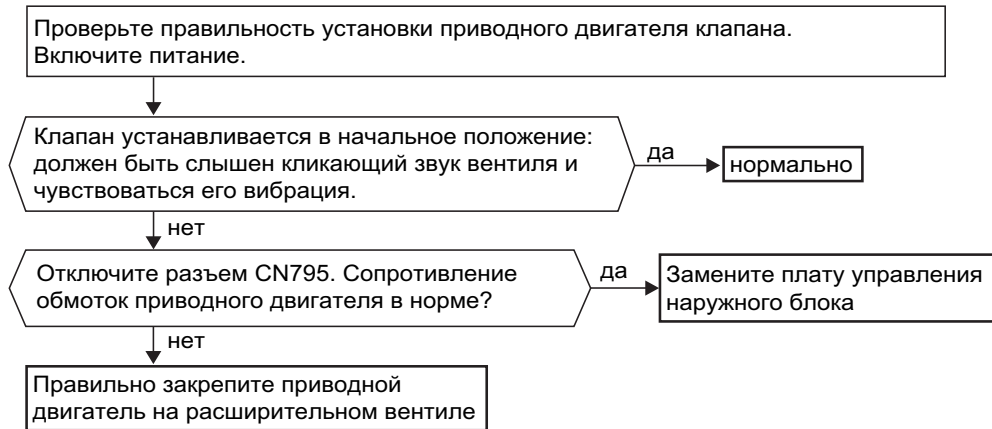 Проверьте правильность установки приводного двигателя клапана.
Включите питание.
Клапан устанавливается в начальное положение:
должен быть слышен кликающий звук вентиля и
чувствоваться его вибрация.
да
нормально
нет
Отключите разъем CN795. Сопротивление
обмоток приводного двигателя в норме?
да
Замените плату управления
наружного блока
нет
Правильно закрепите приводной
двигатель на расширительном вентиле